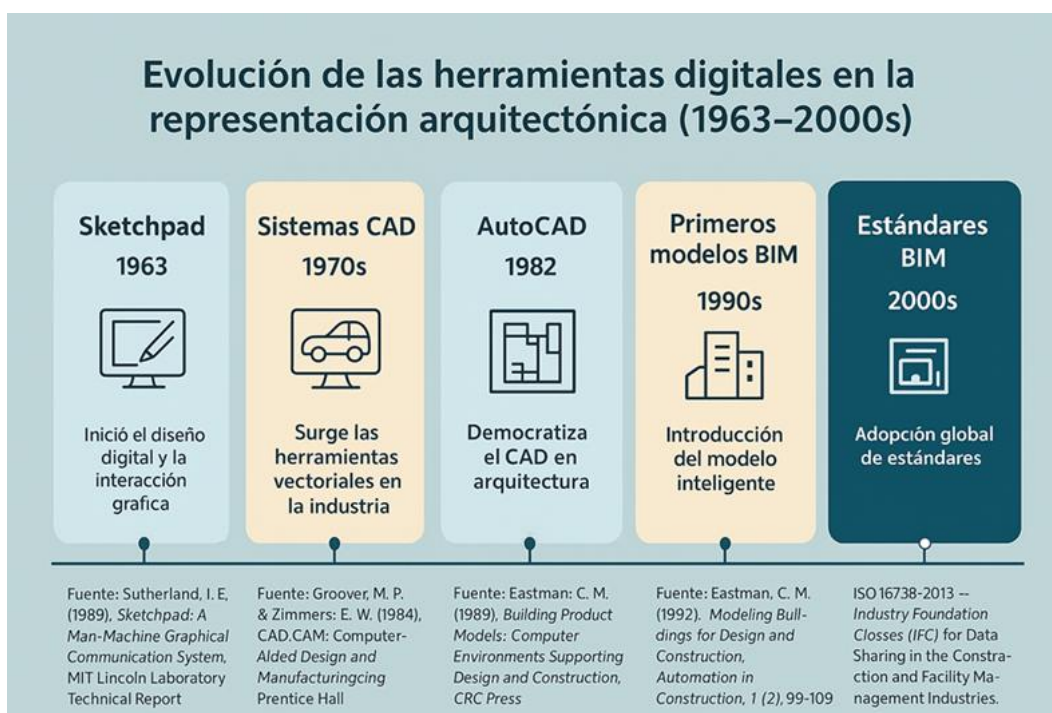 Evolución de las herramientas digitales en la
representación arquitectónica (1963–2000s)
Sketchpad
1963
Inició el diseño
digital y la
interacción
grafica
Sistemas CAD
1970s
Surge las
herramientas
vectoriales en
la industria
AutoCAD
1982
Democratiza
el CAD en
arquitectura
Primeros
modelos BIM
1990s
Introducción
del modelo
inteligente
Estándares
BIM
2000s
Adopcıón global
de estándares
Fuente: Sutherland, I. E,
(1989), Sketchpad: A
Man-Machine Graphical
Communication System,
MIT Lincoln Laboratory
Technical Report
Fuente: Groover, M. P.
& Zimmers: E. W. (1984),
CAD.CAM: Computer-
Alded Design and
Manufacturingcing
Prentice Hall
Fuente: Eastman: C. M.
(1989), Building Product
Models: Computer
Environments Supporting
Design and Construction,
CRC Press
Fuente: Eastman, C. M.
(1992). Modeling Buil-
dings for Design and
Construction,
Automation in
Construction, 1 (2), 99-109
ISO 16738-2013 --
Industry Foundation
Closses (IFC) for Data
Sharing in the Constra-
ction and Facility Ma-
nagement Industries.